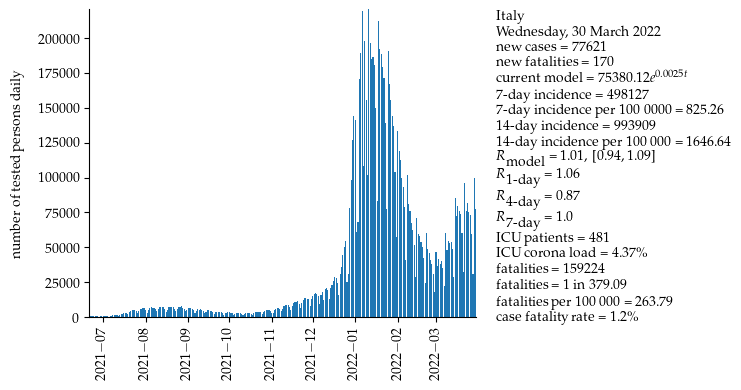 number of tested persons daily
200000
175000
150000
125000
100000
75000
50000
25000
0
2021−07
2021−08
2021−09
2021−10
2021−11
2021−12
2022−01
2022−02
2022−03
Italy
Wednesday, 30 March 2022
new cases = 77621
new fatalities = 170
current model = 75380.12e^0.0025t
7-day incidence = 498127
7-day incidence per 100 0000 = 825.26
14-day incidence = 993909
14-day incidence per 100 000 = 1646.64
R_model = 1.01, [0.94, 1.09]
R_1-day = 1.06
R_4-day = 0.87
R_7-day = 1.0
ICU patients = 481
ICU corona load = 4.37%
fatalities = 159224
fatalities = 1 in 379.09
fatalities per 100 000 = 263.79
case fatality rate = 1.2%